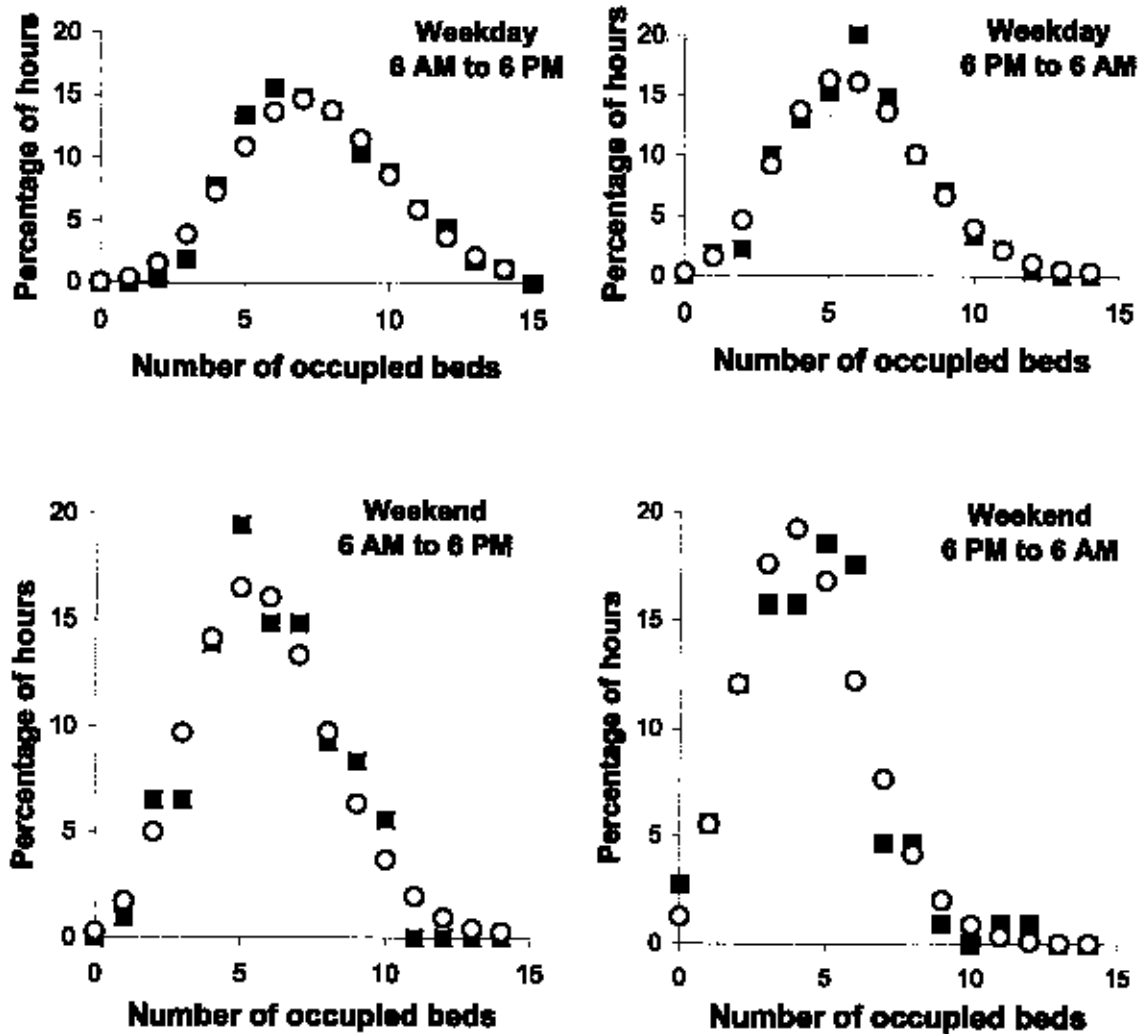 Weekday
6 AM to 6 PM
Percentage of hours
20
15
10
5
0
0 5 10 15
Number of occupied beds
Weekday
6 PM to 6 AM
Percentage of hours
20
15
10
5
0
0 5 10 15
Number of occupied beds
Weekend
6 AM to 6 PM
Percentage of hours
20
15
10
5
0
0 5 10 15
Number of occupied beds
Weekend
6 PM to 6 AM
Percentage of hours
20
15
10
5
0
0 5 10 15
Number of occupied beds